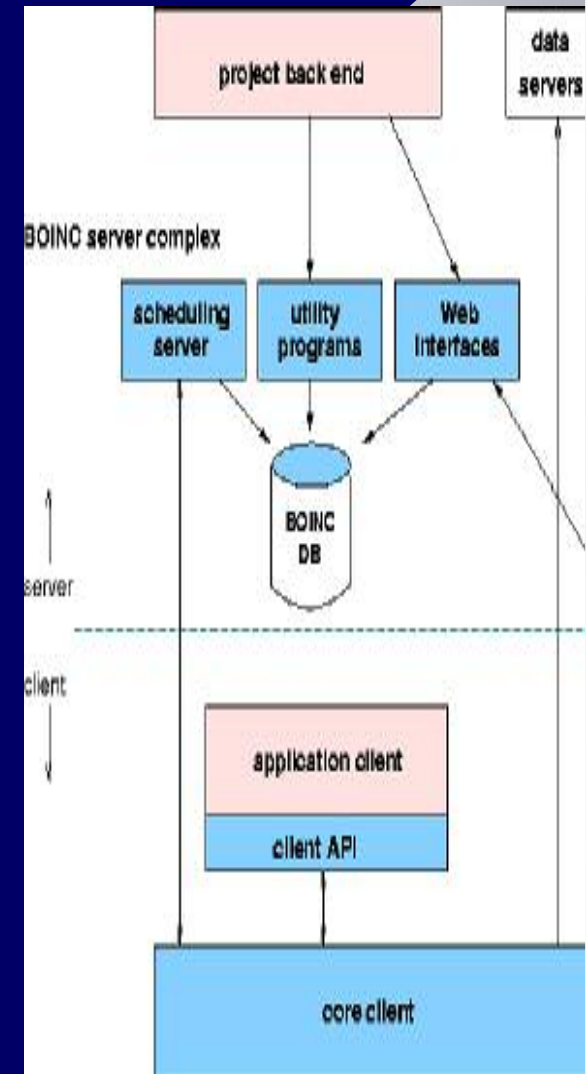 project back end
data
servers
BOINC server complex
scheduling
server
utility
programs
Web
interfaces
BOINC
DB
server
client
application client
client API
core client